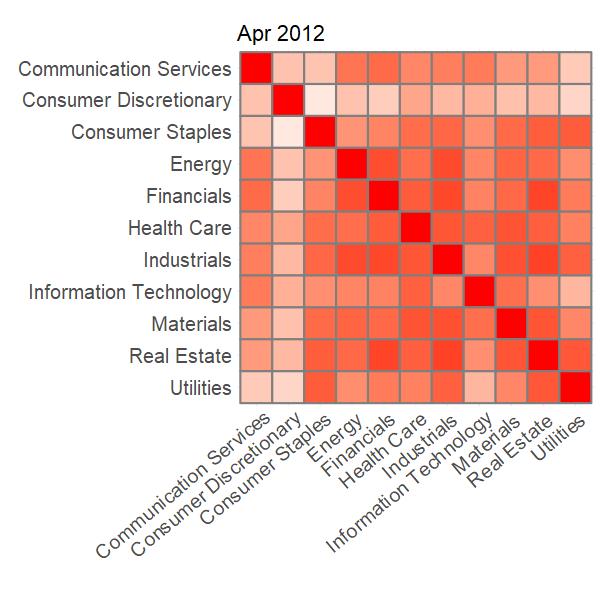 Apr 2012
Communication Services
Consumer Discretionary
Consumer Staples
Energy
Financials
Health Care
Industrials
Information Technology
Materials
Real Estate
Utilities
Communication Services
Consumer Discretionary
Consumer Staples
Energy
Financials
Health Care
Industrials
Information Technology
Materials
Real Estate
Utilities